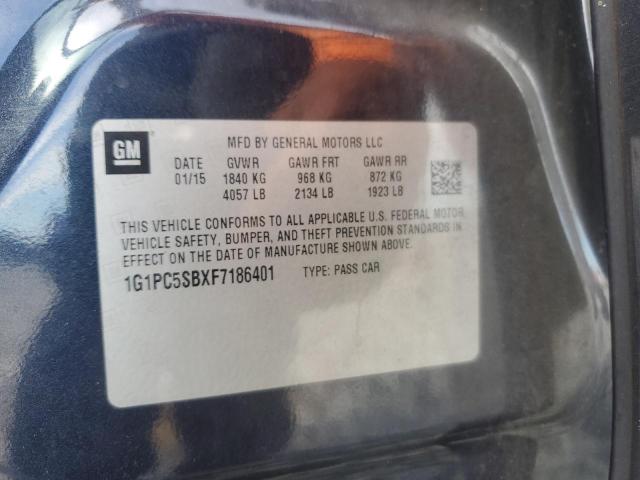 GM
MFD BY GENERAL MOTORS LLC
DATE GVWR GAWR FRT GAWR RR
01/15 1840 KG 968 KG 872 KG
4057 LB 2134 LB 1923 LB
THIS VEHICLE CONFORMS TO ALL APPLICABLE U.S. FEDERAL MOTOR
VEHICLE SAFETY, BUMPER, AND THEFT PREVENTION STANDARDS IN
EFFECT ON THE DATE OF MANUFACTURE SHOWN ABOVE.
1G1PC5SBXF7186401 TYPE: PASS CAR